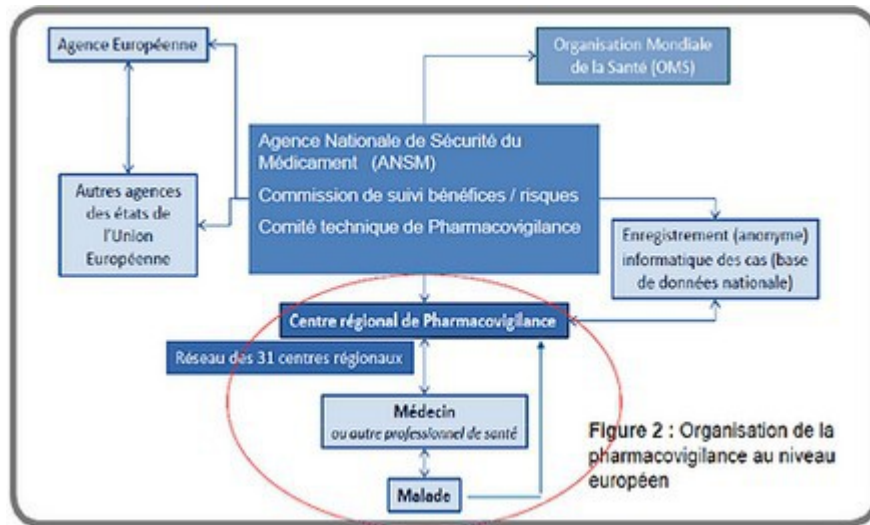 Agence Européenne
Organisation Mondiale
de la Santé (OMS)
Agence Nationale de Sécurité du
Médicament (ANSM)
Commission de suivi bénéfices / risques
Comité technique de Pharmacovigilance
Autres agences
des états de
l'Union
Européenne
Enregistrement (anonyme)
informatique des cas (base
de données nationale)
Centre régional de Pharmacovigilance
Réseau des 31 centres régionaux
Médecin
ou autre professionnel de santé
Malade
Figure 2 : Organisation de la
pharmacovigilance au niveau
européen